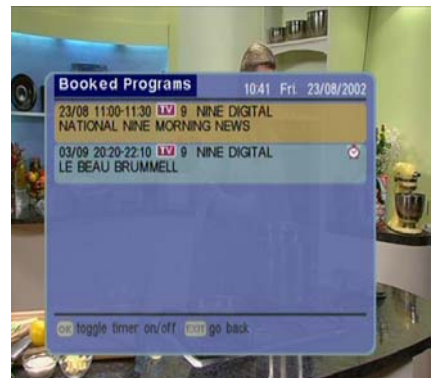 Booked Programs 10:41 Fri. 23/08/2002
23/08 11:00-11:30 TV 9 NINE DIGITAL
NATIONAL NINE MORNING NEWS
03/09 20:20-22:10 TV 9 NINE DIGITAL
LE BEAU BRUMMELL
OK toggle timer on/off EXIT go back